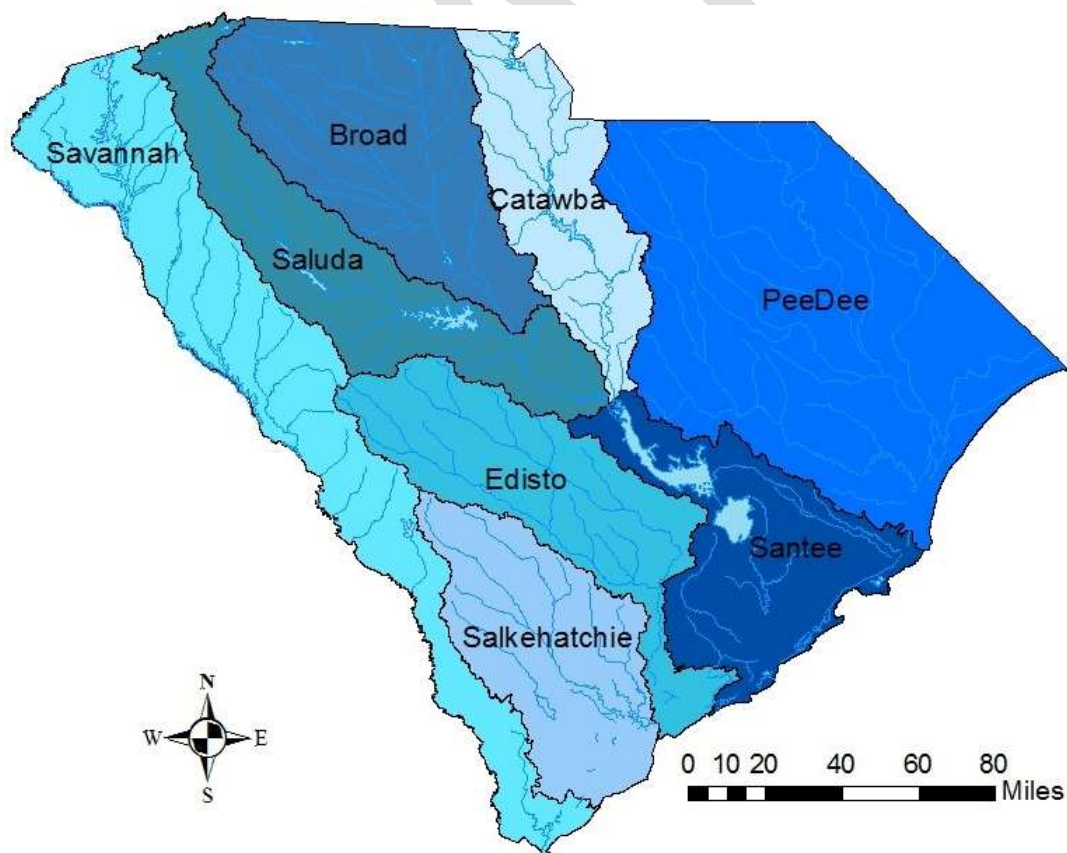 Broad
Savannah
Catawba
Saluda
PeeDee
Edisto
Santee
Salkehatchie
N
W E
S
0 10 20 40 60 80
Miles